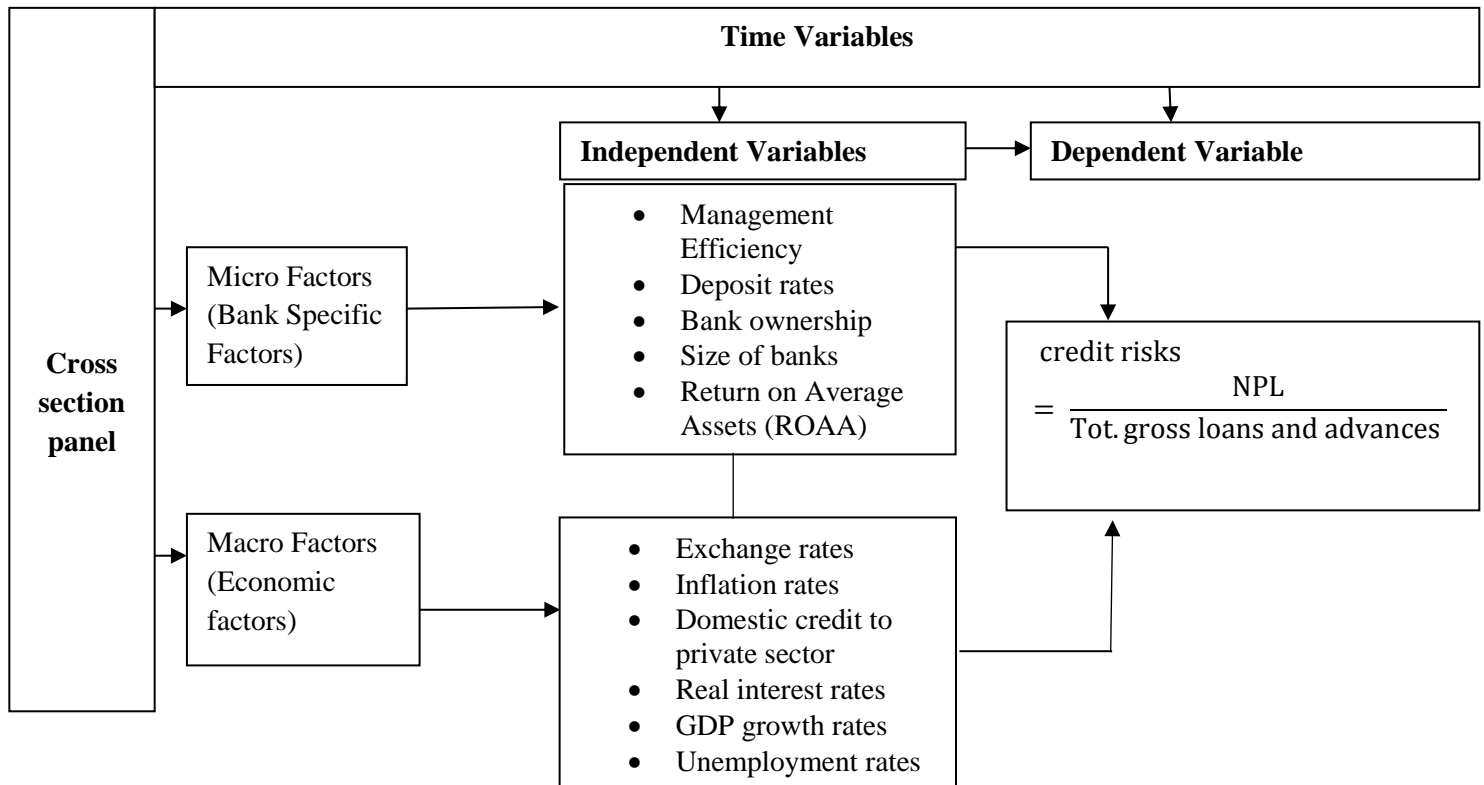 Time Variables
Independent Variables
Dependent Variable
Cross
section
panel
Micro Factors
(Bank Specific
Factors)
• Management
Efficiency
• Deposit rates
• Bank ownership
• Size of banks
• Return on Average
Assets (ROAA)
credit risks
= NPL
Tot. gross loans and advances
Macro Factors
(Economic
factors)
• Exchange rates
• Inflation rates
• Domestic credit to
private sector
• Real interest rates
• GDP growth rates
• Unemployment rates